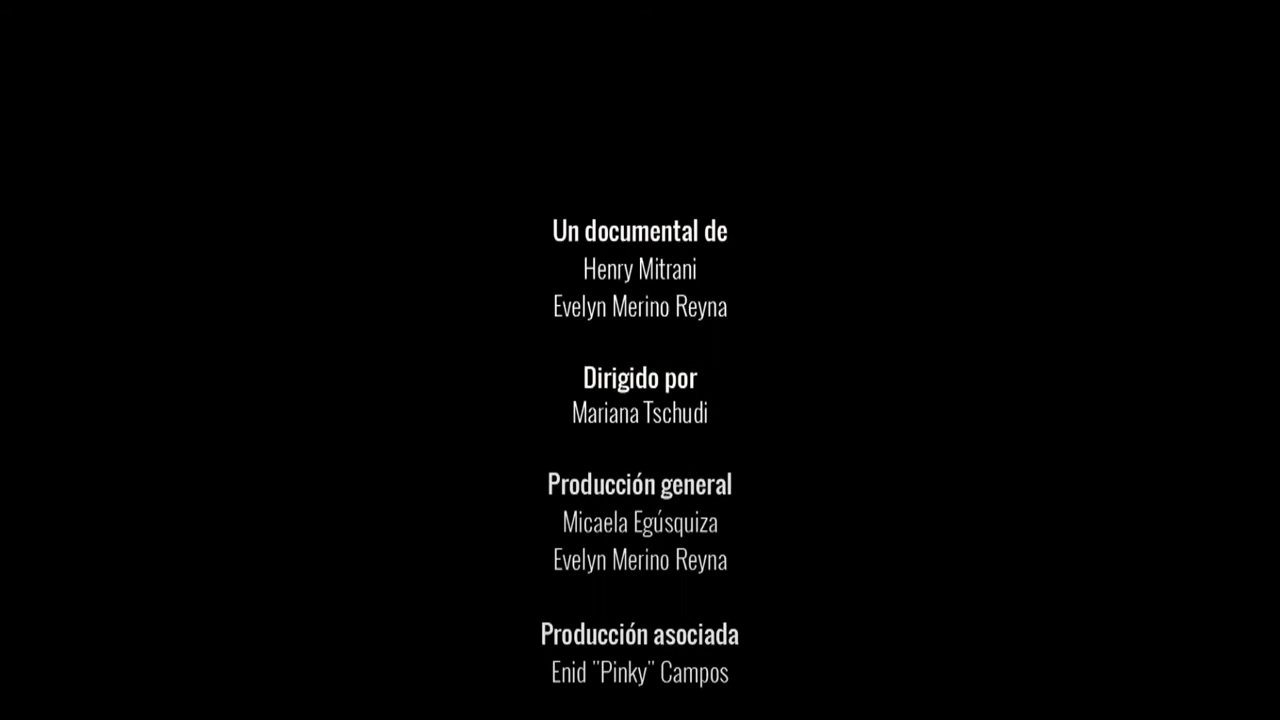 Un documental de
Henry Mitrani
Evelyn Merino Reyna
Dirigido por
Mariana Tschudi
Producción general
Micaela Egúsquiza
Evelyn Merino Reyna
Producción asociada
Enid "Pinky" Campos